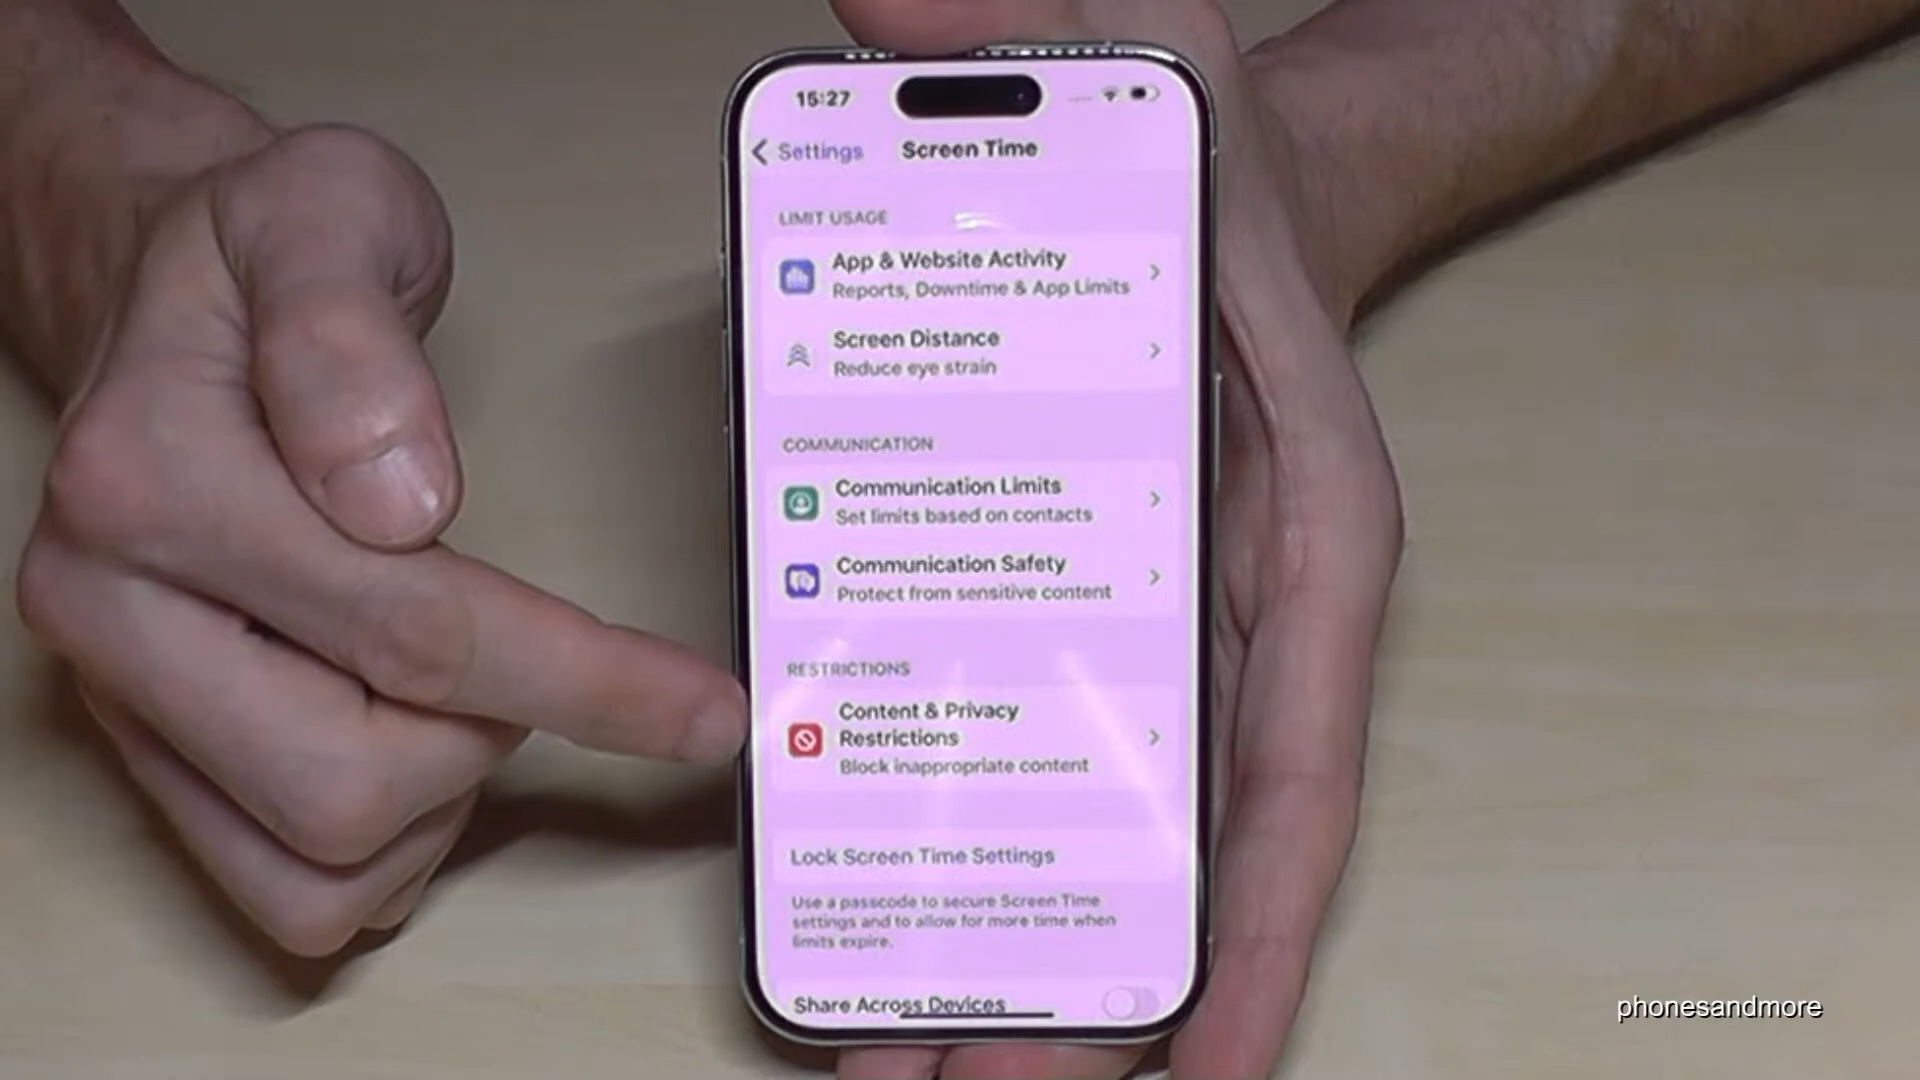 15:27
Settings
Screen Time
LIMIT USAGE
App & Website Activity
Reports, Downtime & App Limits
Screen Distance
Reduce eye strain
COMMUNICATION
Communication Limits
Set limits based on contacts
Communication Safety
Protect from sensitive content
RESTRICTIONS
Content & Privacy
Restrictions
Block inappropriate content
Lock Screen Time Settings
Use a passcode to secure Screen Time
settings and to allow for more time when
limits expire.
Share Across Devices
phonesandmore